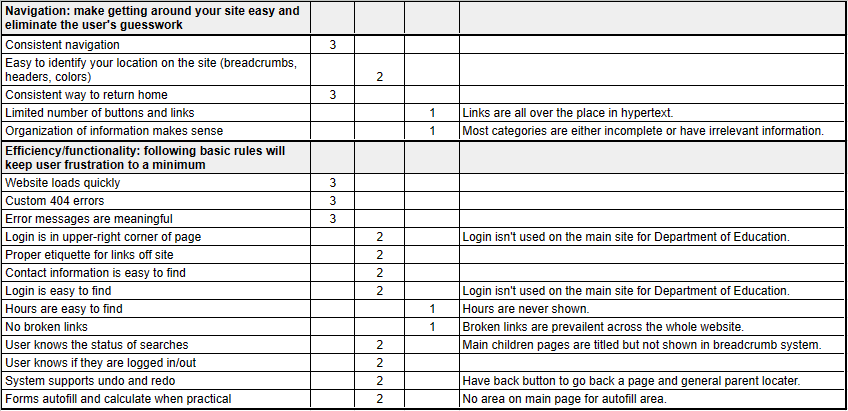 Navigation: make getting around your site easy and
eliminate the user's guesswork
Consistent navigation 3
Easy to identify your location on the site (breadcrumbs,
headers, colors) 2
Consistent way to return home 3
Limited number of buttons and links 1 Links are all over the place in hypertext.
Organization of information makes sense 1 Most categories are either incomplete or have irrelevant information.
Efficiency/functionality: following basic rules will
keep user frustration to a minimum
Website loads quickly 3
Custom 404 errors 3
Error messages are meaningful 3
Login is in upper-right corner of page 2 Login isn't used on the main site for Department of Education.
Proper etiquette for links off site 2
Contact information is easy to find 2
Login is easy to find 2 Login isn't used on the main site for Department of Education.
Hours are easy to find 1 Hours are never shown.
No broken links 1 Broken links are prevailent across the whole website.
User knows the status of searches 2 Main children pages are titled but not shown in breadcrumb system.
User knows if they are logged in/out 2
System supports undo and redo 2 Have back button to go back a page and general parent locater.
Forms autofill and calculate when practical 2 No area on main page for autofill area.